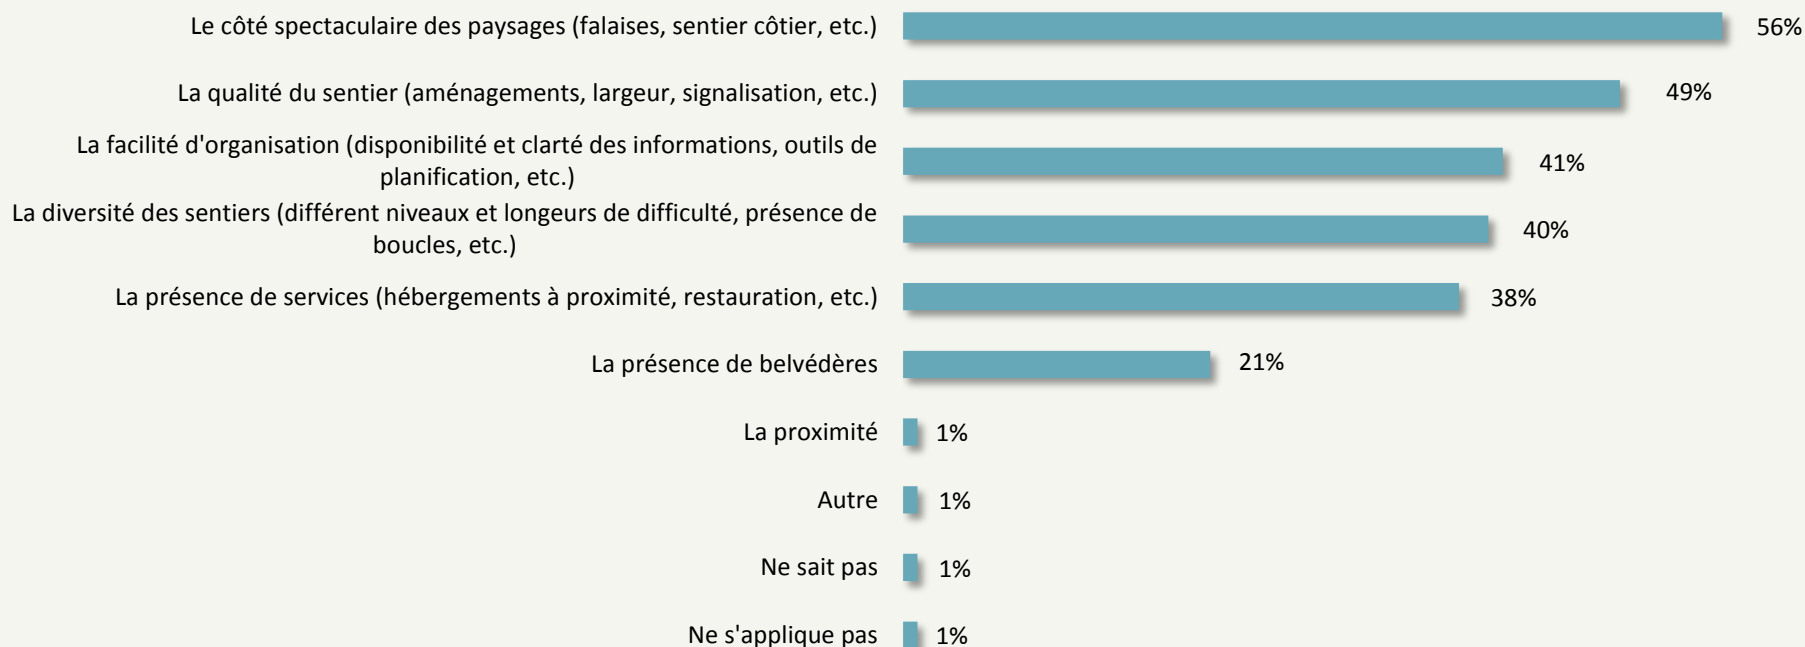 Le côté spectaculaire des paysages (falaises, sentier côtier, etc.) 56%
La qualité du sentier (aménagements, largeur, signalisation, etc.) 49%
La facilité d'organisation (disponibilité et clarté des informations, outils de
planification, etc.) 41%
La diversité des sentiers (différent niveaux et longeurs de difficulté, présence de
boucles, etc.) 40%
La présence de services (hébergements à proximité, restauration, etc.) 38%
La présence de belvédères 21%
La proximité 1%
Autre 1%
Ne sait pas 1%
Ne s'applique pas 1%